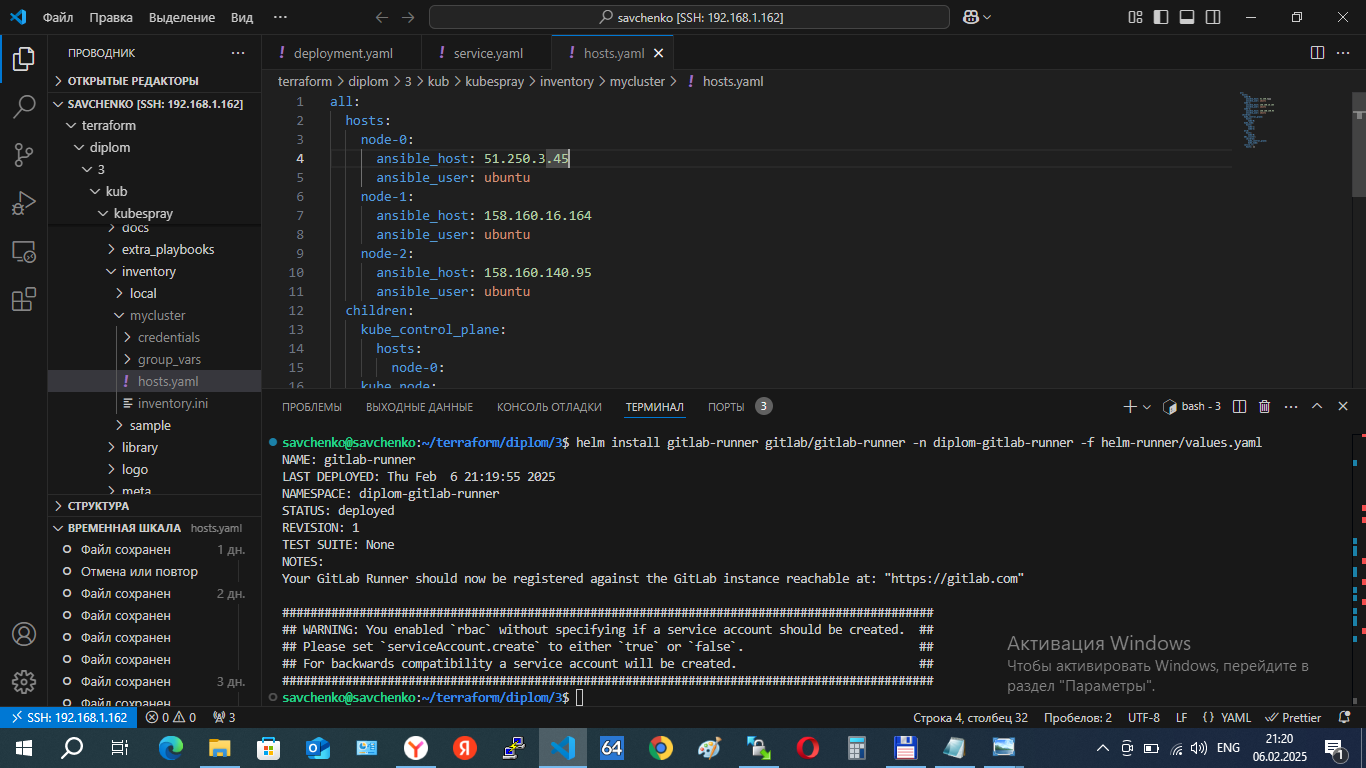 Файл Правка Выделение Вид ···
savchenko [SSH: 192.168.1.162]
ПРОВОДНИК ···
ОТКРЫТЫЕ РЕДАКТОРЫ
SAVCHENKO [SSH: 192.168.1.162]
terraform
diplom
3
kub
kubespray
docs
extra_playbooks
inventory
local
mycluster
credentials
group_vars
! hosts.yaml
inventory.ini
sample
library
logo
meta
СТРУКТУРА
ВРЕМЕННАЯ ШКАЛА hosts.yaml
Файл сохранен 1 дн.
Отмена или повтор
Файл сохранен 2 дн.
Файл сохранен
Файл сохранен
Файл сохранен
Файл сохранен 3 дн.
Файл сохранен
! deployment.yaml ! service.yaml ! hosts.yaml
terraform > diplom > 3 > kub > kubespray > inventory > mycluster > ! hosts.yaml
1 all:
2 hosts:
3 node-0:
4 ansible_host: 51.250.3.45
5 ansible_user: ubuntu
6 node-1:
7 ansible_host: 158.160.16.164
8 ansible_user: ubuntu
9 node-2:
10 ansible_host: 158.160.140.95
11 ansible_user: ubuntu
12 children:
13 kube_control_plane:
14 hosts:
15 node-0:
16 kube_node:
ПРОБЛЕМЫ ВЫХОДНЫЕ ДАННЫЕ КОНСОЛЬ ОТЛАДКИ ТЕРМИНАЛ ПОРТЫ 3
bash - 3
savchenko@savchenko:~/terraform/diplom/3$ helm install gitlab-runner gitlab/gitlab-runner -n diplom-gitlab-runner -f helm-runner/values.yaml
NAME: gitlab-runner
LAST DEPLOYED: Thu Feb  6 21:19:55 2025
NAMESPACE: diplom-gitlab-runner
STATUS: deployed
REVISION: 1
TEST SUITE: None
NOTES:
Your GitLab Runner should now be registered against the GitLab instance reachable at: "https://gitlab.com"
#############################################################################################
## WARNING: You enabled `rbac` without specifying if a service account should be created.  ##
## Please set `serviceAccount.create` to either `true` or `false`.                         ##
## For backwards compatibility a service account will be created.                          ##
#############################################################################################
savchenko@savchenko:~/terraform/diplom/3$
Активация Windows
Чтобы активировать Windows, перейдите в
раздел "Параметры".
SSH: 192.168.1.162 0 0 3
Строка 4, столбец 32 Пробелов: 2 UTF-8 LF {} YAML Prettier
64
Я
ENG
21:20
06.02.2025
1